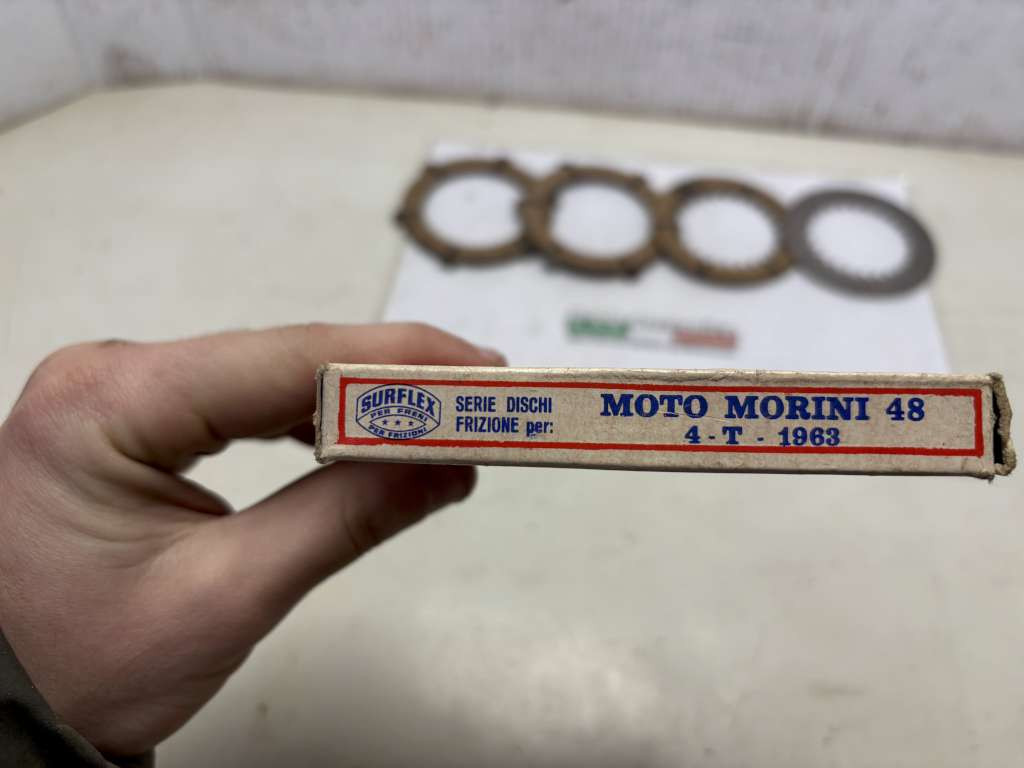 SURFLEX
PER FRENI
PER FRIZIONI
SERIE DISCHI
FRIZIONE per:
MOTO MORINI 48
4 - T - 1963